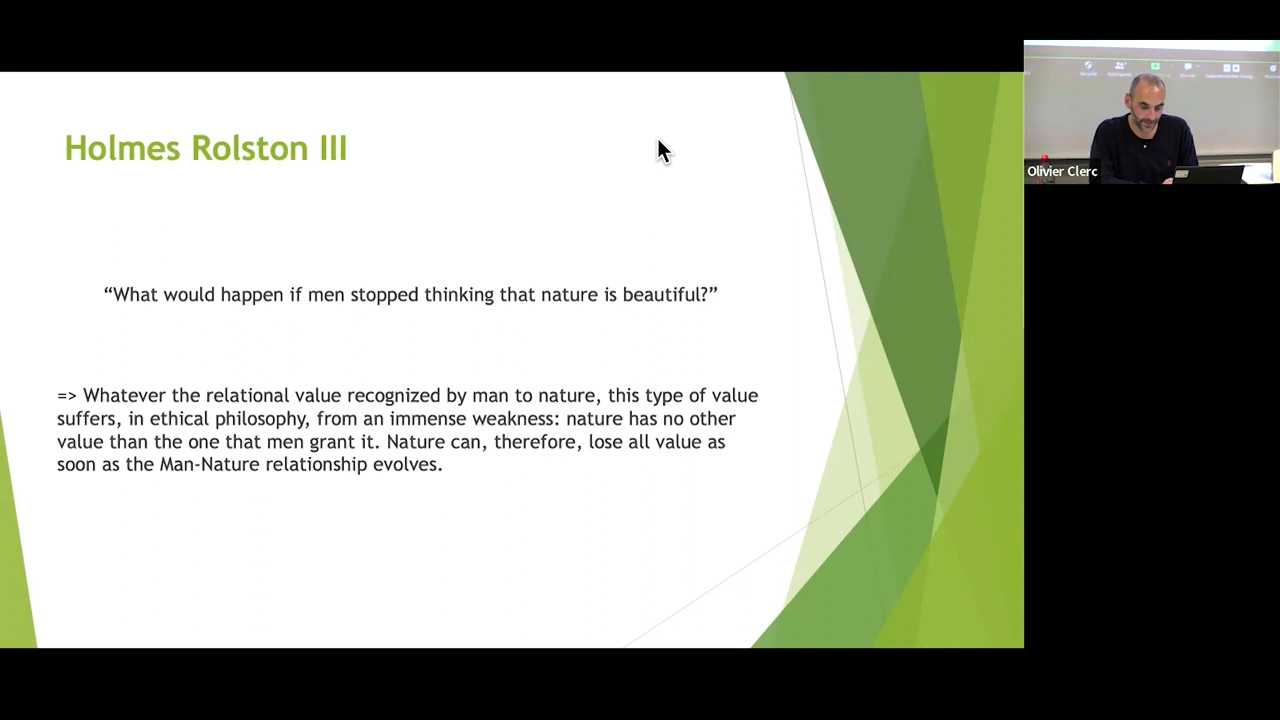 Holmes Rolston III
“What would happen if men stopped thinking that nature is beautiful?”
=> Whatever the relational value recognized by man to nature, this type of value
suffers, in ethical philosophy, from an immense weakness: nature has no other
value than the one that men grant it. Nature can, therefore, lose all value as
soon as the Man-Nature relationship evolves.
Olivier Clerc